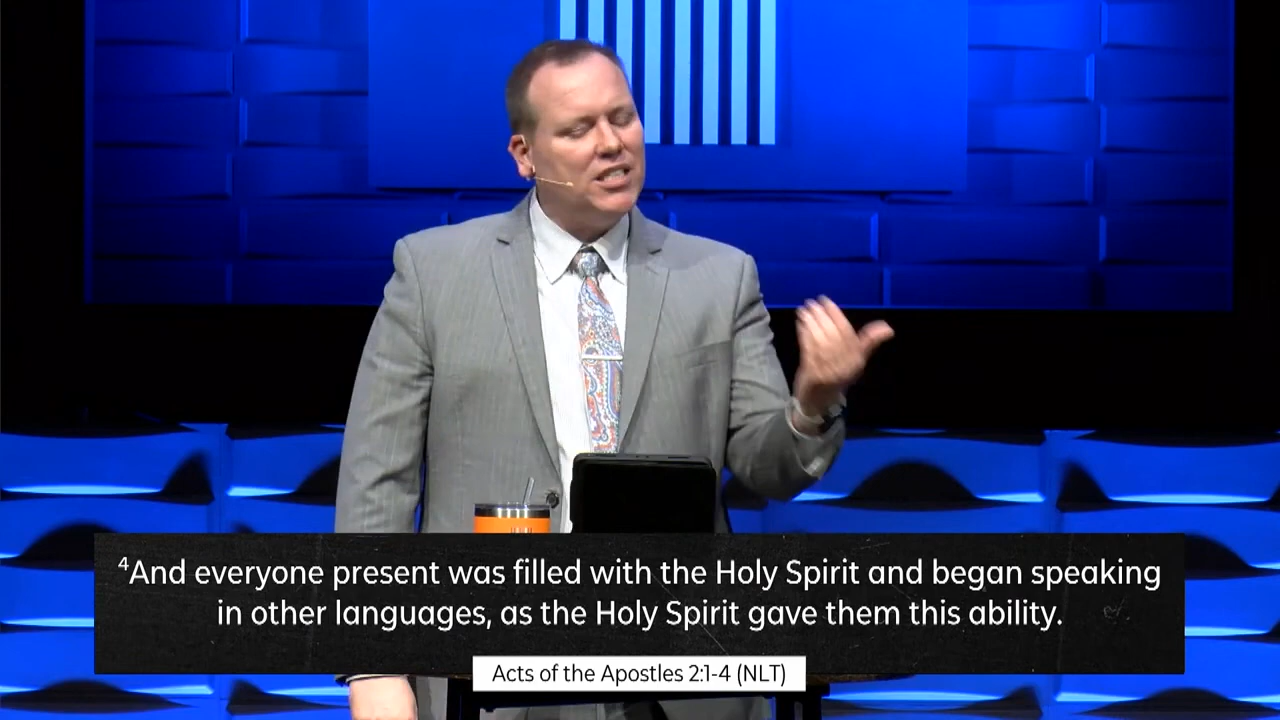 ⁴And everyone present was filled with the Holy Spirit and began speaking
in other languages, as the Holy Spirit gave them this ability.
Acts of the Apostles 2:1-4 (NLT)